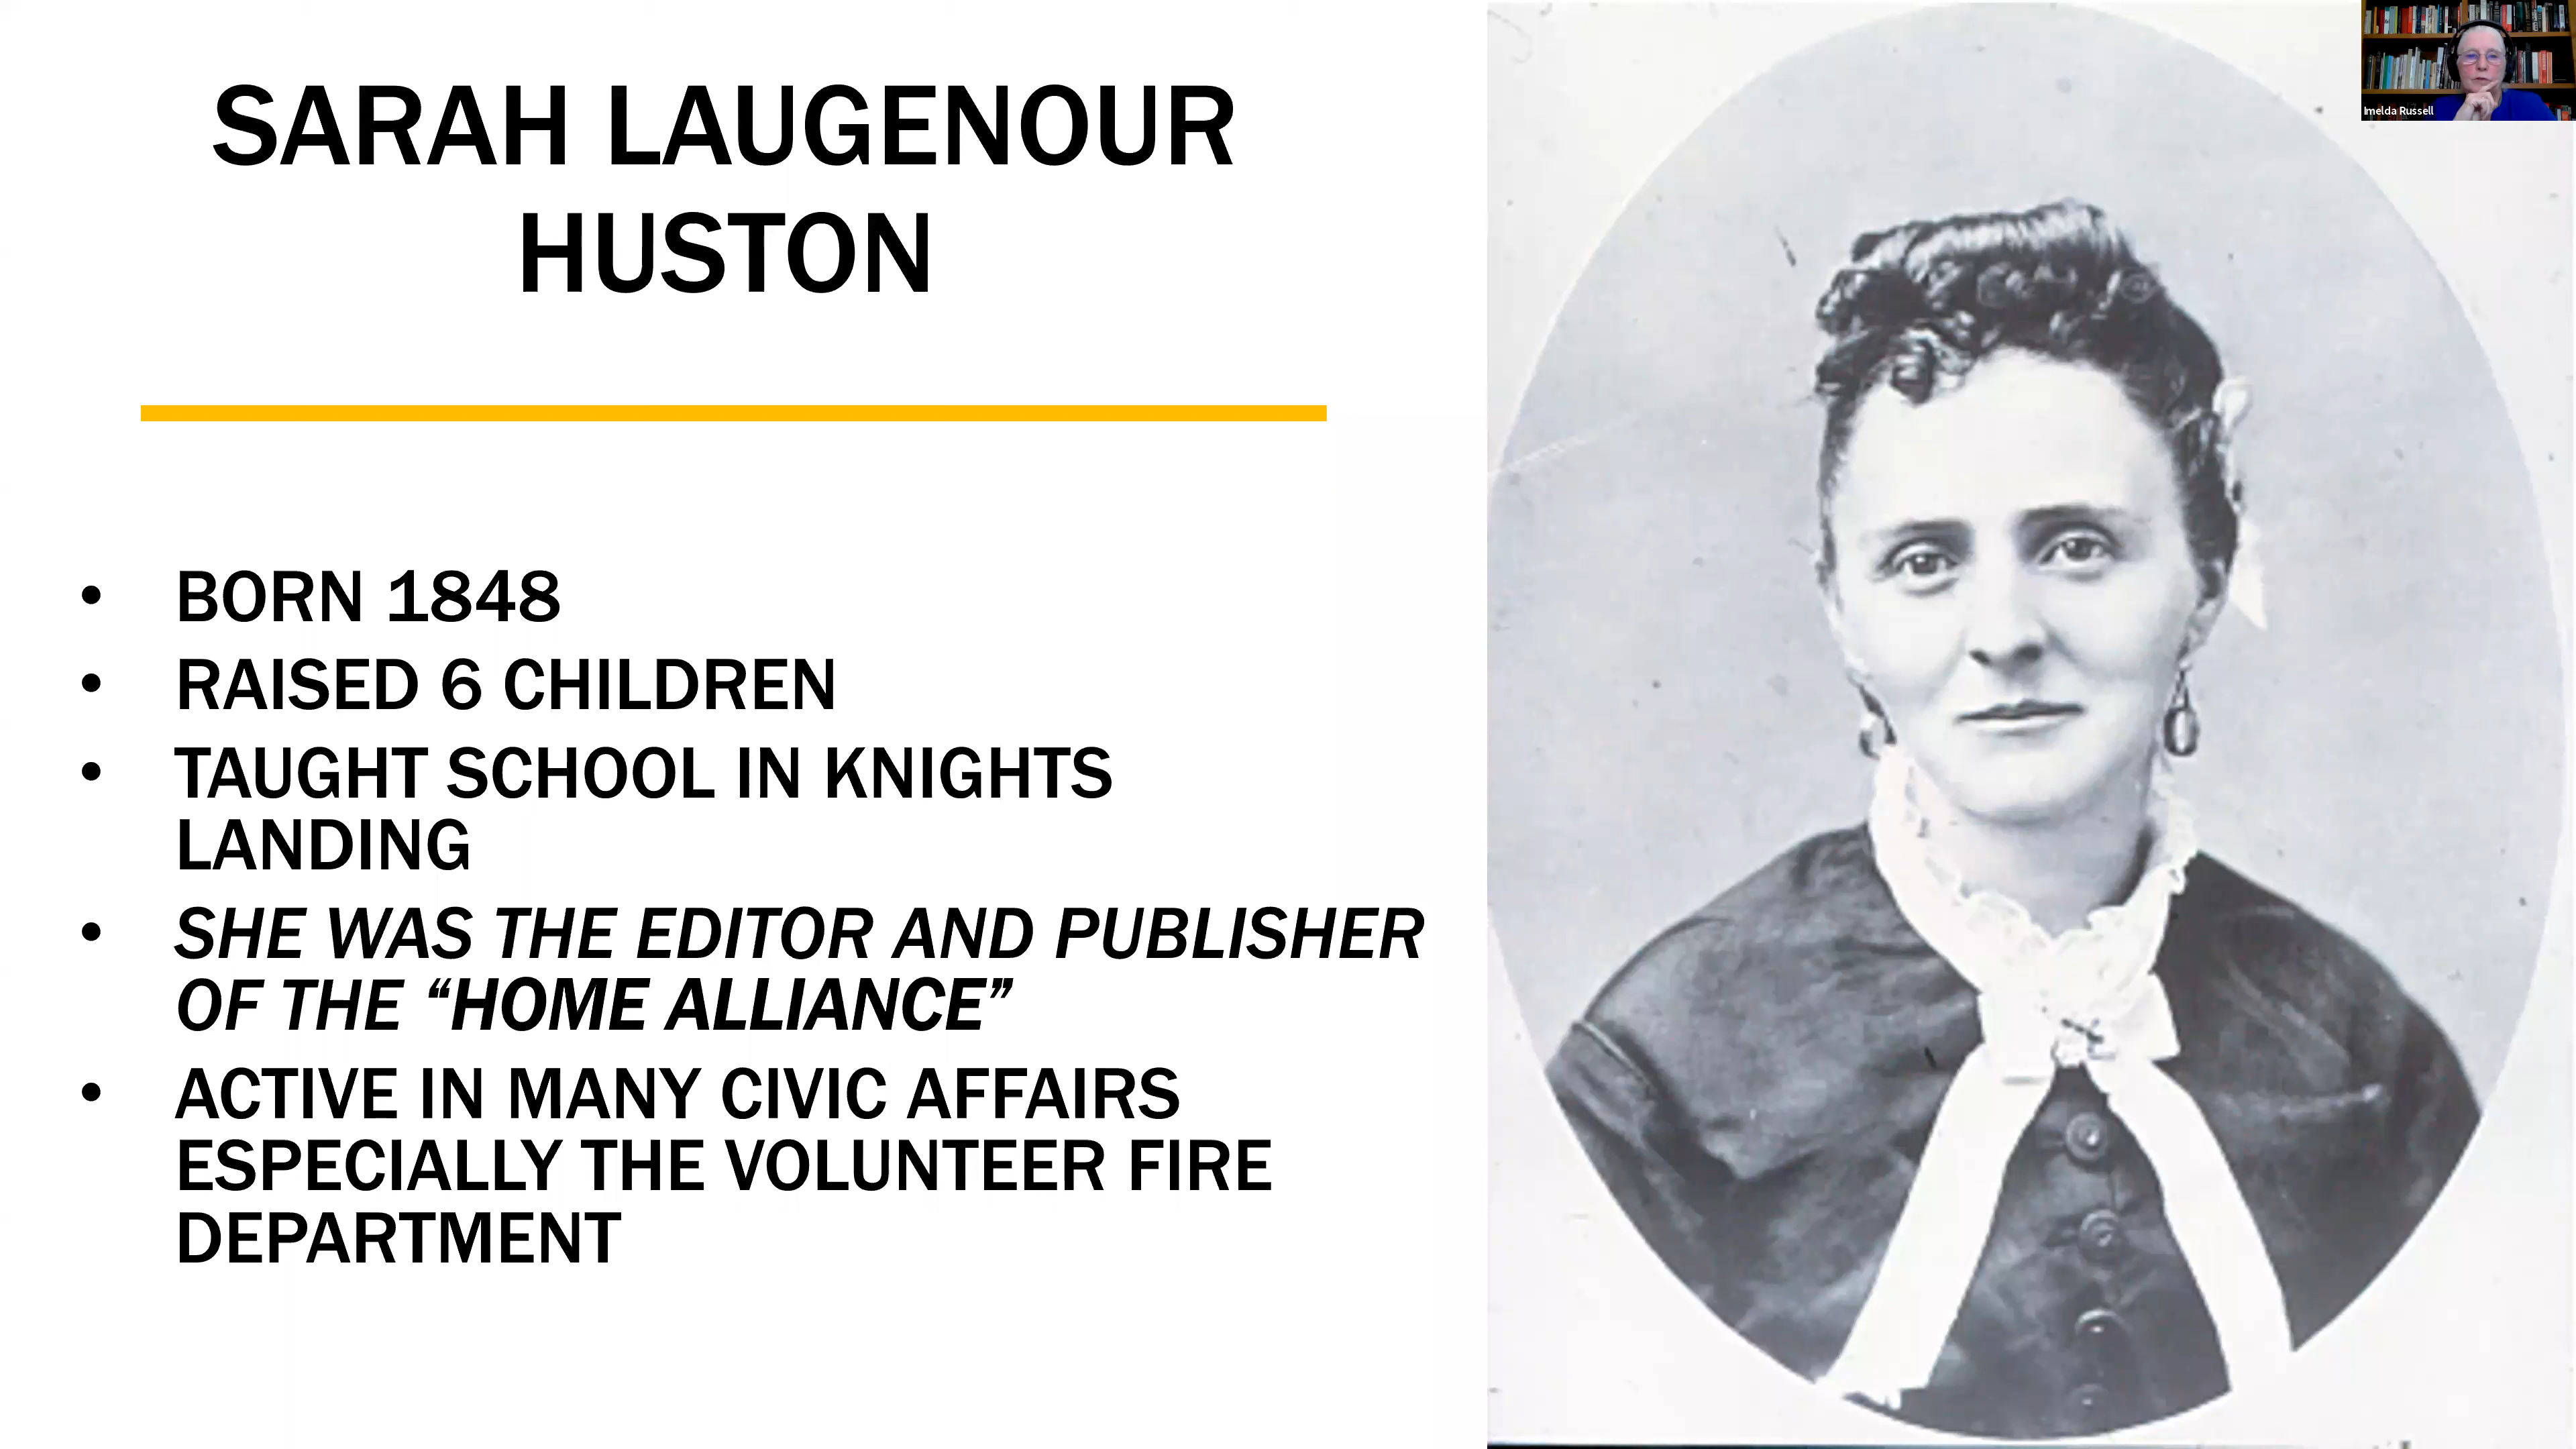 SARAH LAUGENOUR
HUSTON
• BORN 1848
• RAISED 6 CHILDREN
• TAUGHT SCHOOL IN KNIGHTS
LANDING
• SHE WAS THE EDITOR AND PUBLISHER
OF THE “HOME ALLIANCE”
• ACTIVE IN MANY CIVIC AFFAIRS
ESPECIALLY THE VOLUNTEER FIRE
DEPARTMENT
Imelda Russell